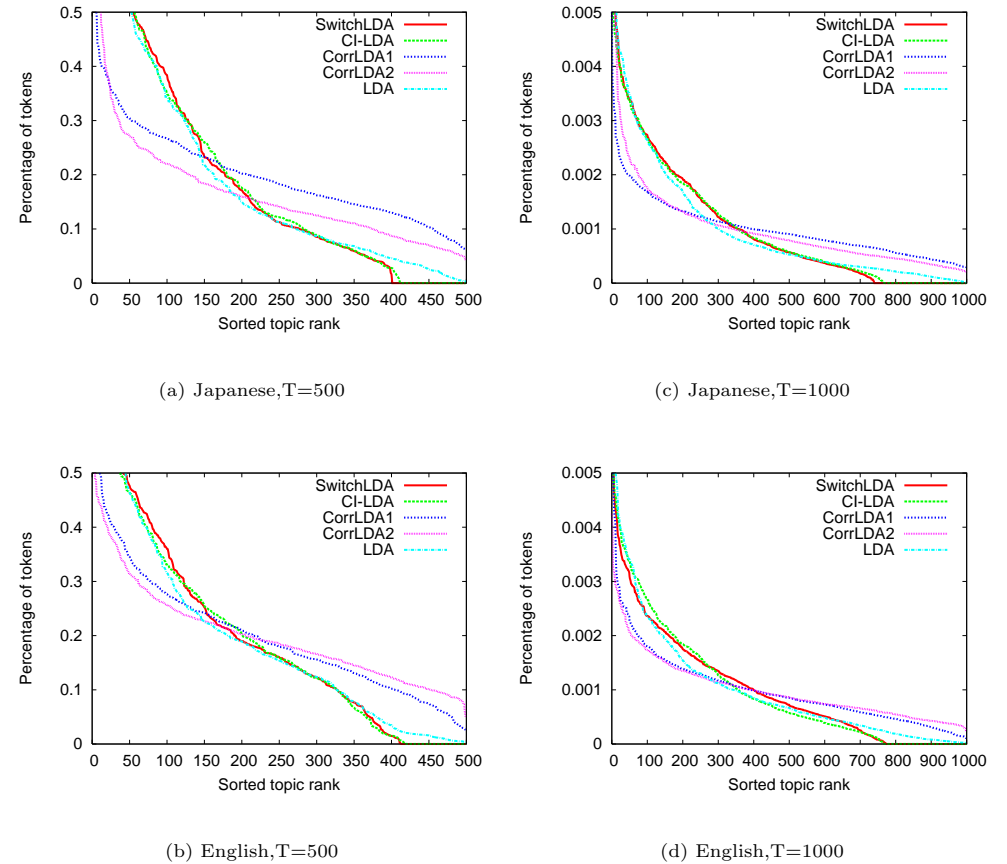 0.5
0.4
0.3
0.2
0.1
0
Percentage of tokens
SwitchLDA
CI-LDA
CorrLDA1
CorrLDA2
LDA
0 50 100 150 200 250 300 350 400 450 500
Sorted topic rank
(a) Japanese,T=500
0.005
0.004
0.003
0.002
0.001
0
Percentage of tokens
SwitchLDA
CI-LDA
CorrLDA1
CorrLDA2
LDA
0 100 200 300 400 500 600 700 800 900 1000
Sorted topic rank
(c) Japanese,T=1000
0.5
0.4
0.3
0.2
0.1
0
Percentage of tokens
SwitchLDA
CI-LDA
CorrLDA1
CorrLDA2
LDA
0 50 100 150 200 250 300 350 400 450 500
Sorted topic rank
(b) English,T=500
0.005
0.004
0.003
0.002
0.001
0
Percentage of tokens
SwitchLDA
CI-LDA
CorrLDA1
CorrLDA2
LDA
0 100 200 300 400 500 600 700 800 900 1000
Sorted topic rank
(d) English,T=1000